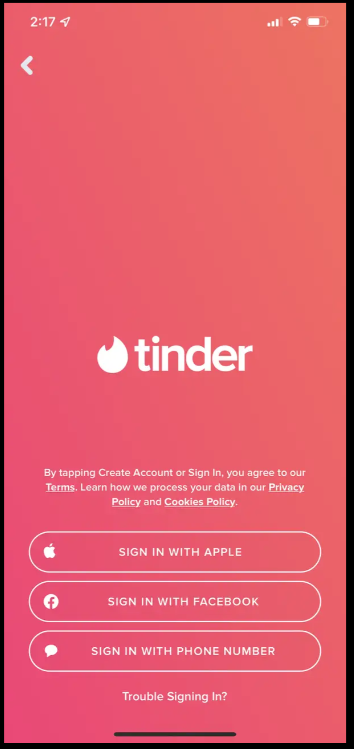 2:17
tinder
By tapping Create Account or Sign In, you agree to our
Terms. Learn how we process your data in our Privacy
Policy and Cookies Policy.
SIGN IN WITH APPLE
SIGN IN WITH FACEBOOK
SIGN IN WITH PHONE NUMBER
Trouble Signing In?